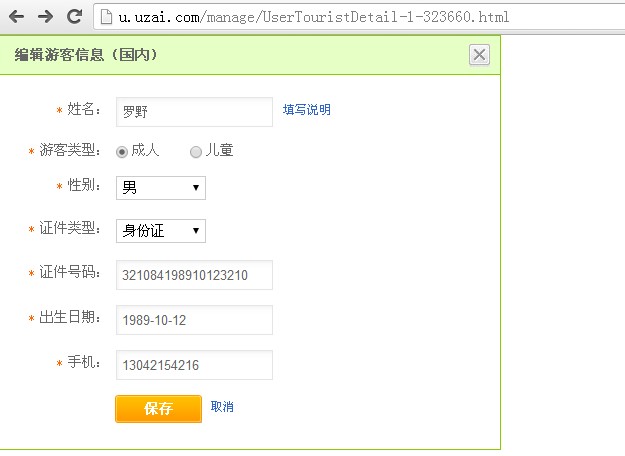 u.uzai.com/manage/UserTouristDetail-1-323660.html
编辑游客信息（国内）
* 姓名： 罗野 填写说明
* 游客类型： 成人 儿童
* 性别： 男
* 证件类型： 身份证
* 证件号码： 321084198910123210
* 出生日期： 1989-10-12
* 手机： 13042154216
保存 取消